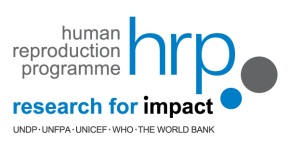 human
reproduction
programme
hrp
research for impact
UNDP · UNFPA · UNICEF · WHO · THE WORLD BANK